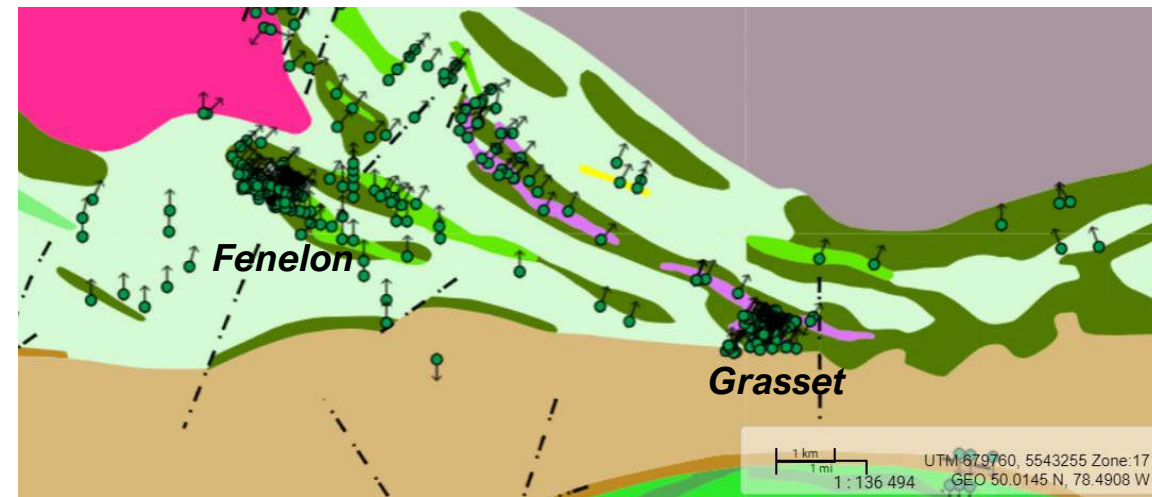 Fenelon
Grasset
1 km
1 mi
1 : 136 494
UTM 679760, 5543255 Zone:17
GEO 50.0145 N, 78.4908 W